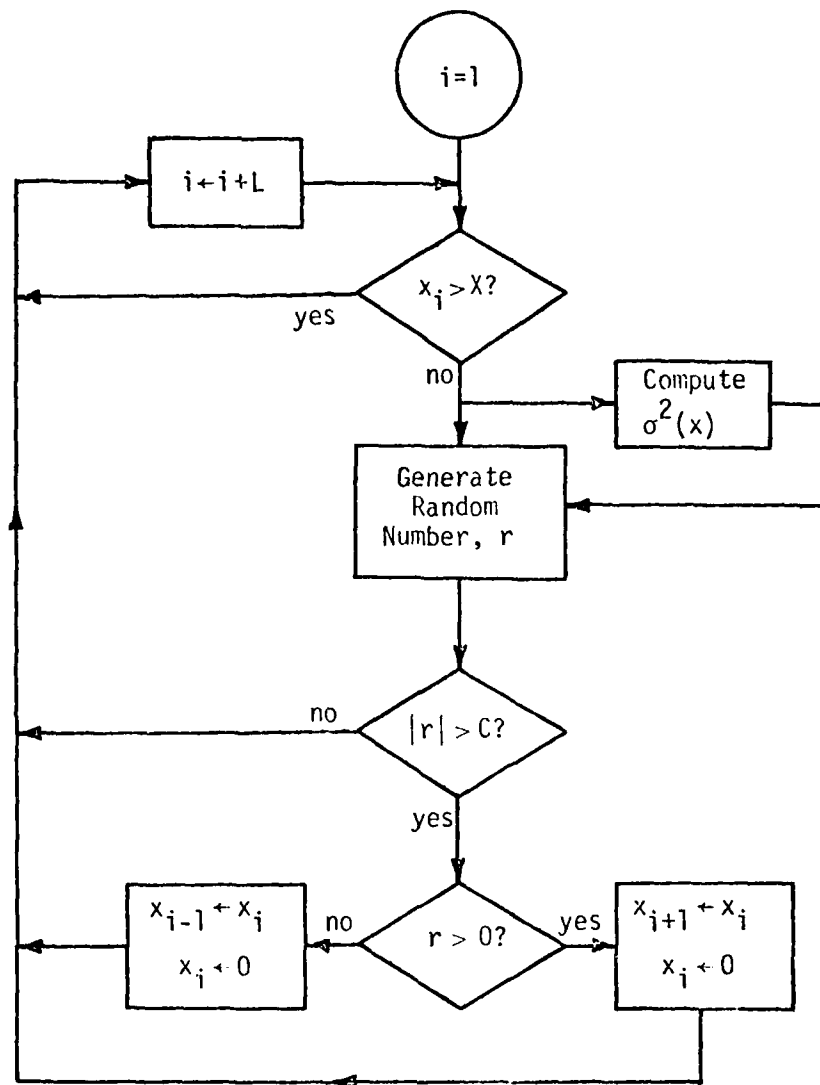 i=1
i←i+L
x_i > X?
yes
no
Compute
σ²(x)
Generate
Random
Number, r
no
|r| > C?
yes
x_{i-1} ← x_i
x_i ← 0
no
r > 0?
yes
x_{i+1} ← x_i
x_i ← 0